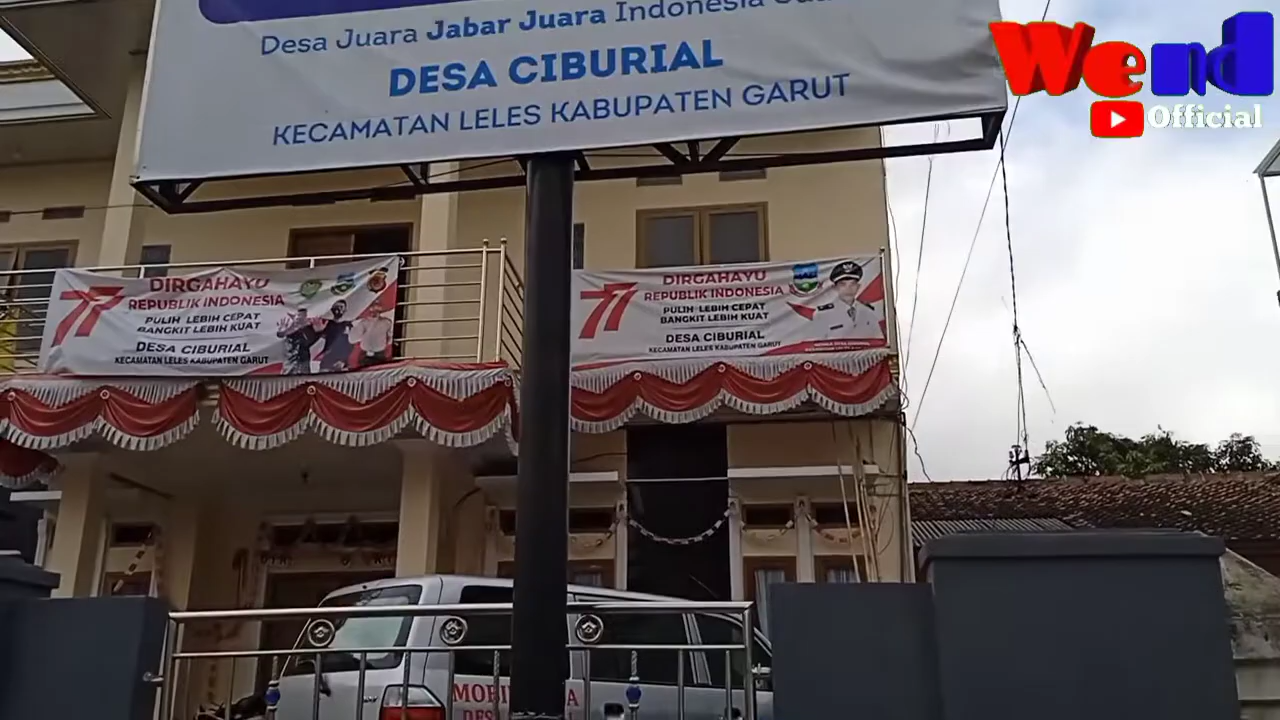 Desa Juara Jabar Juara Indonesia
DESA CIBURIAL
KECAMATAN LELES KABUPATEN GARUT
Wend
Official
77
DIRGAHAYU
REPUBLIK INDONESIA
PULIH LEBIH CEPAT
BANGKIT LEBIH KUAT
DESA CIBURIAL
KECAMATAN LELES KABUPATEN GARUT
77
DIRGAHAYU
REPUBLIK INDONESIA
PULIH LEBIH CEPAT
BANGKIT LEBIH KUAT
DESA CIBURIAL
KECAMATAN LELES KABUPATEN GARUT